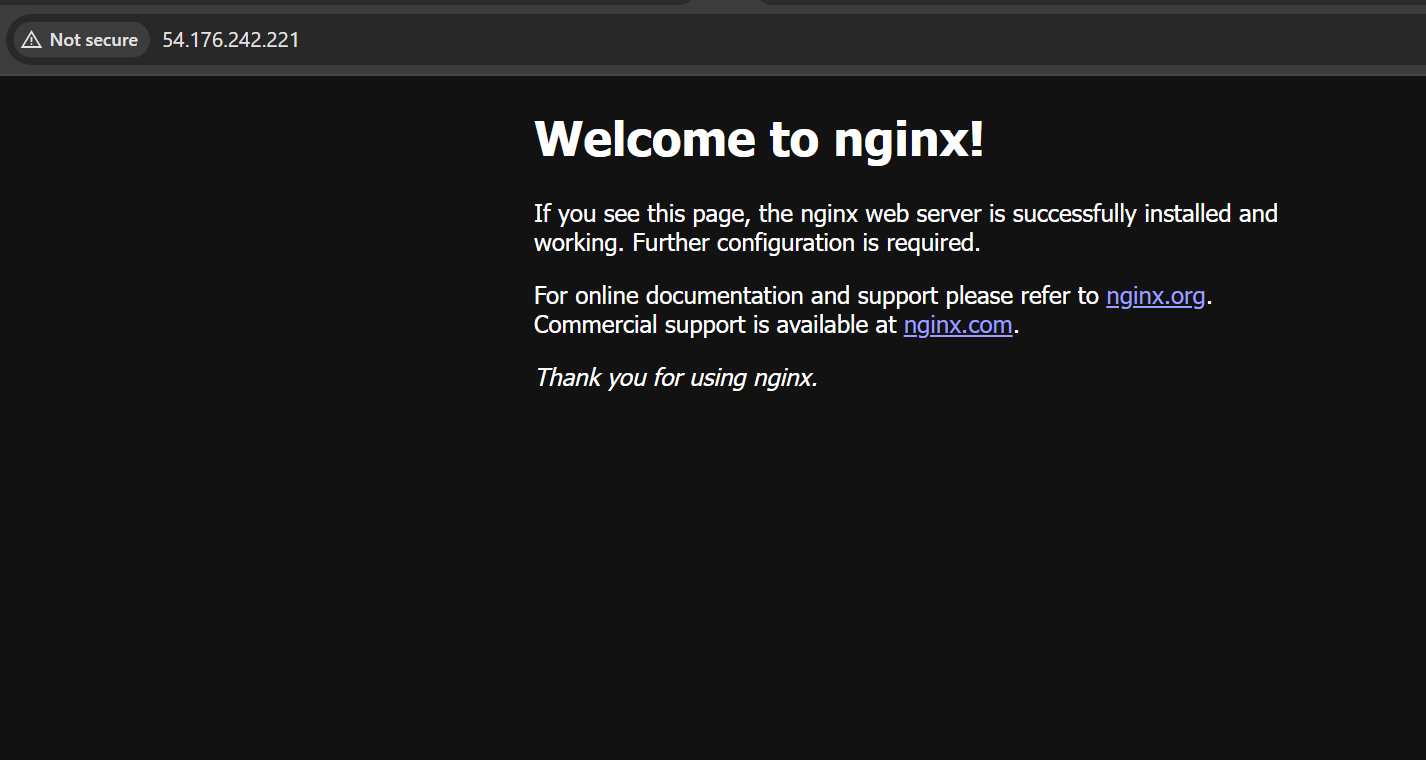 Not secure 54.176.242.221
Welcome to nginx!
If you see this page, the nginx web server is successfully installed and
working. Further configuration is required.
For online documentation and support please refer to nginx.org.
Commercial support is available at nginx.com.
Thank you for using nginx.